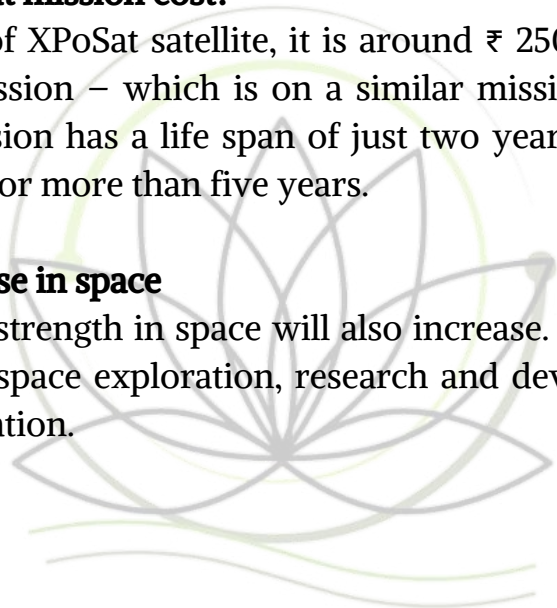 at mission cost?
of XPoSat satellite, it is around ₹ 250
ssion – which is on a similar missi
sion has a life span of just two year
or more than five years.
se in space
strength in space will also increase.
space exploration, research and dev
ation.